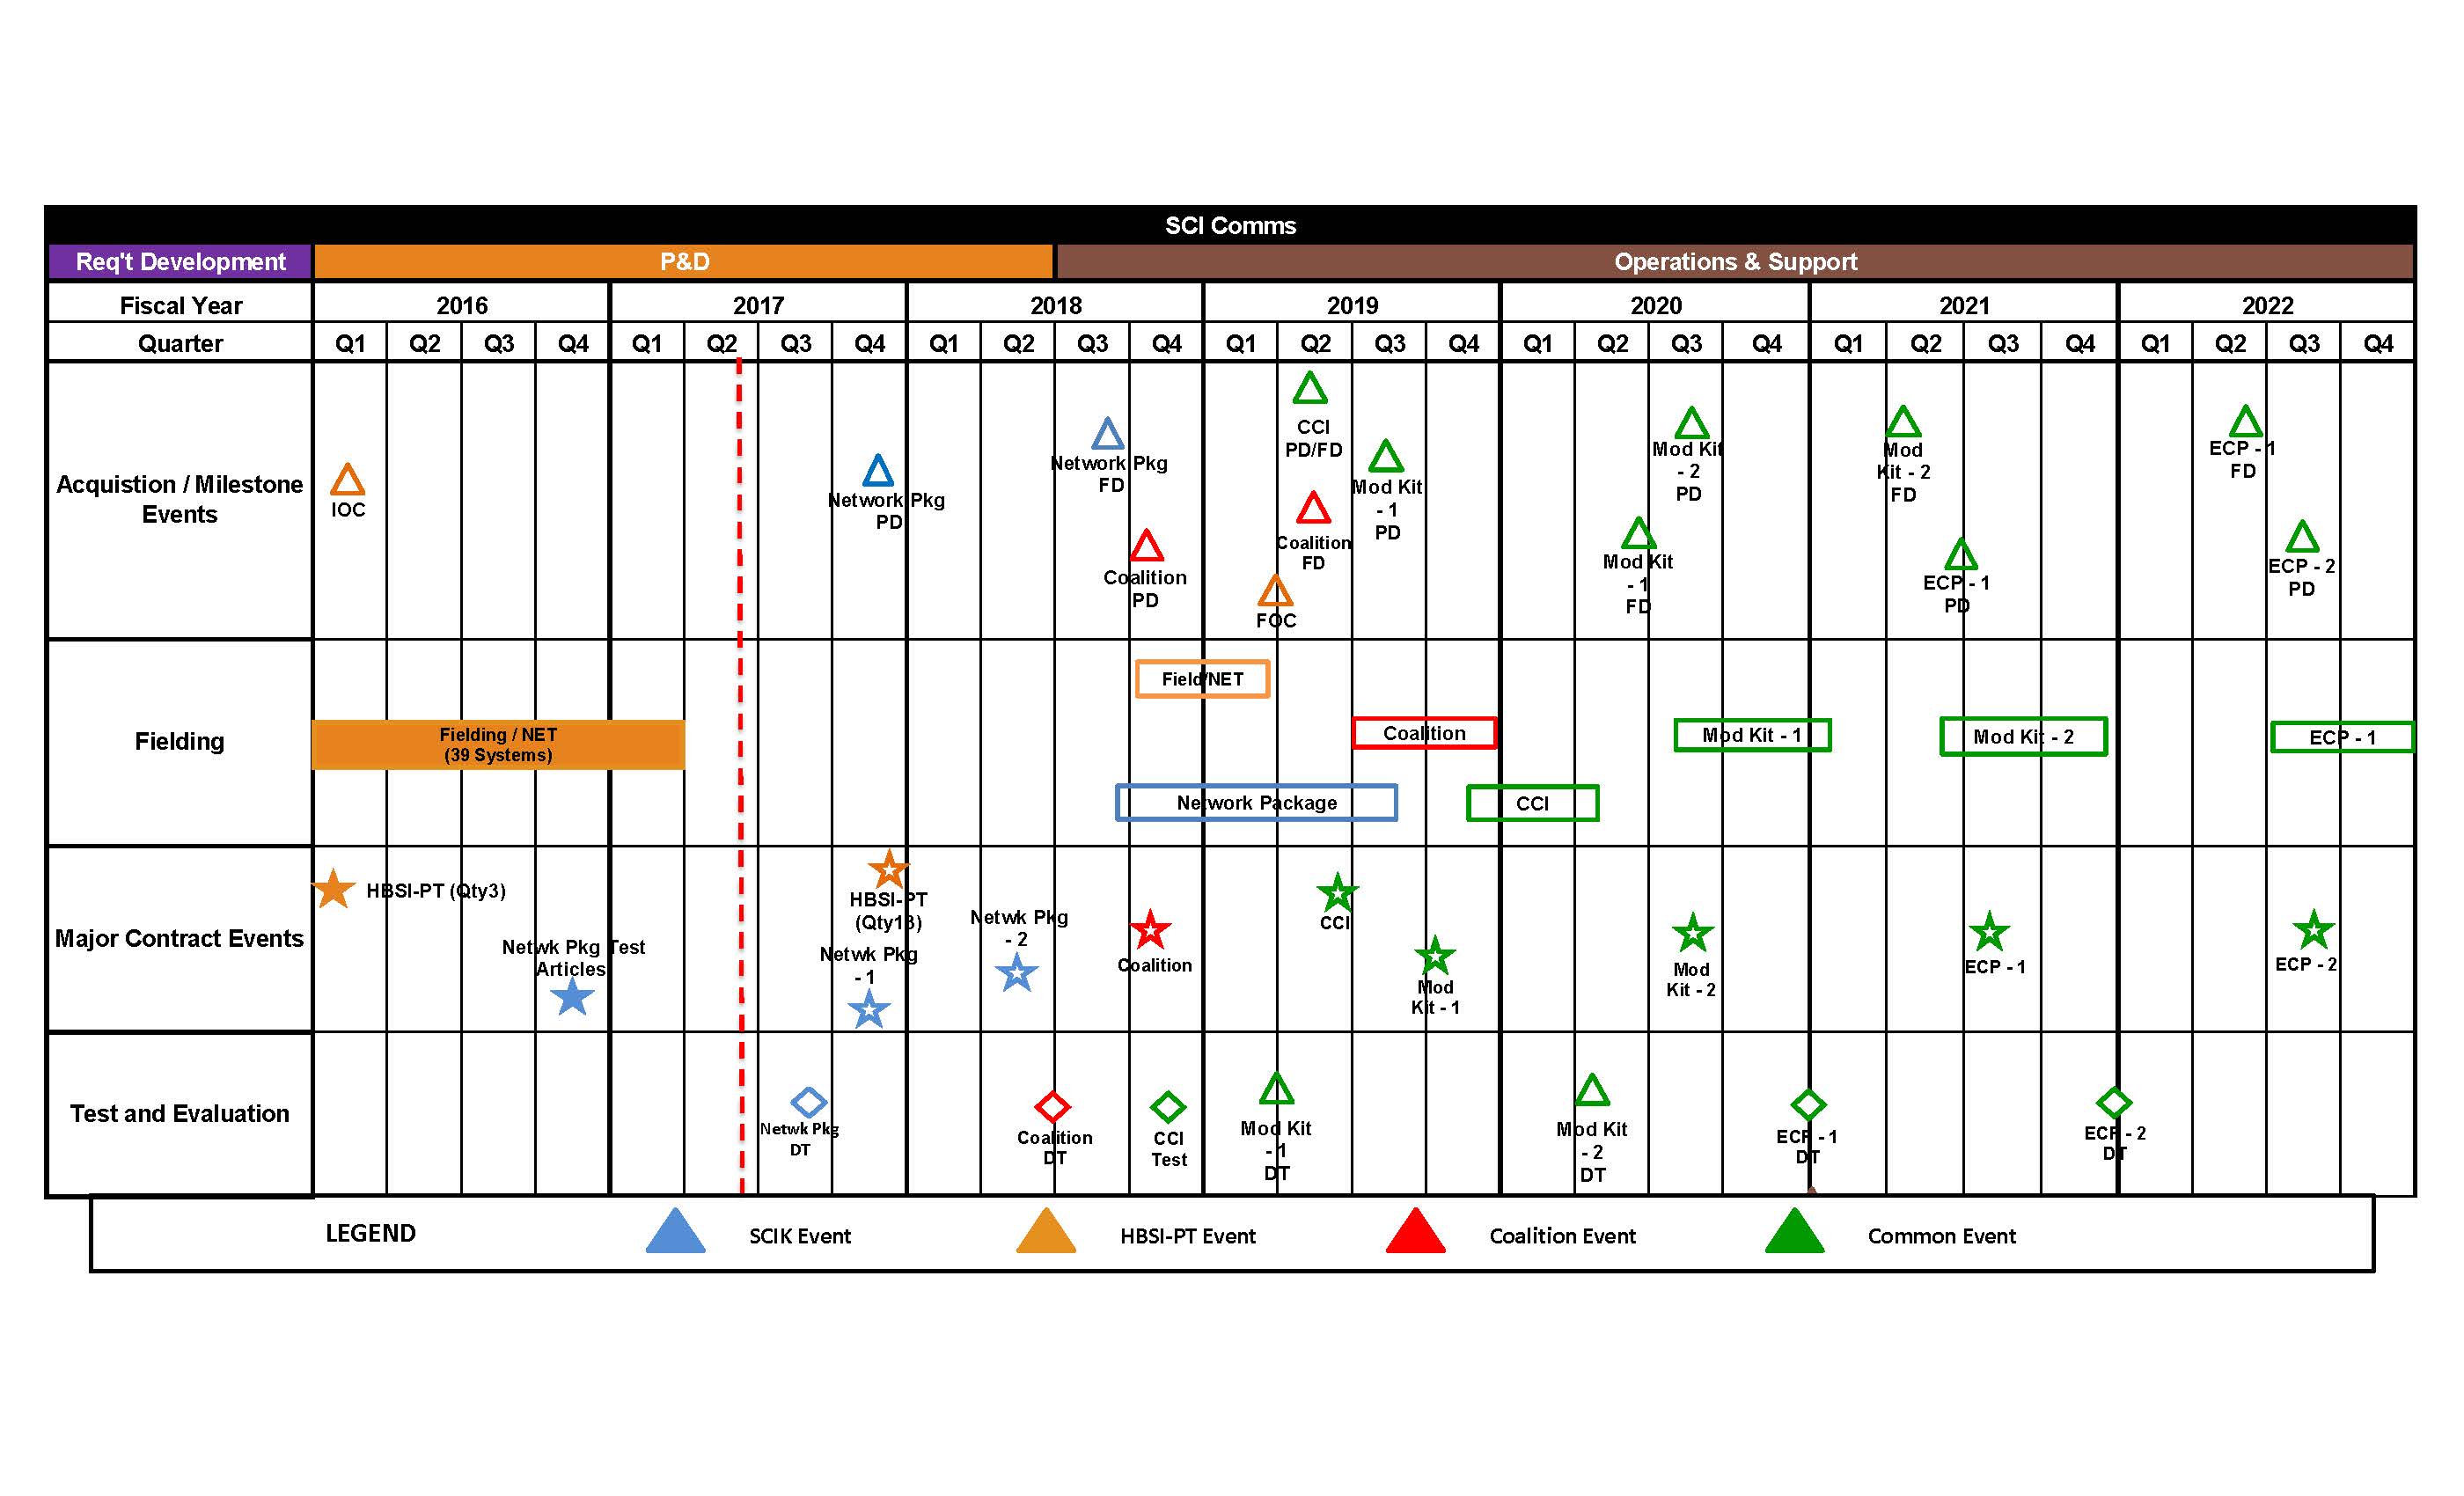 SCI Comms
Req't Development
P&D
Operations & Support
Fiscal Year
2016
2017
2018
2019
2020
2021
2022
Quarter
Q1
Q2
Q3
Q4
Q1
Q2
Q3
Q4
Q1
Q2
Q3
Q4
Q1
Q2
Q3
Q4
Q1
Q2
Q3
Q4
Q1
Q2
Q3
Q4
Q1
Q2
Q3
Q4
Acquistion / Milestone
Events
IOC
Network Pkg
PD
Network Pkg
FD
Coalition
PD
CCI
PD/FD
Coalition
FD
FOC
Mod Kit
- 1
PD
Mod Kit
- 1
FD
Mod Kit
- 2
PD
Mod
Kit - 2
FD
ECP - 1
PD
ECP - 1
FD
ECP - 2
PD
Fielding
Fielding / NET
(39 Systems)
Field/NET
Network Package
Coalition
CCI
Mod Kit - 1
Mod Kit - 2
ECP - 1
Major Contract Events
HBSI-PT (Qty3)
Netwk Pkg Test
Articles
HBSI-PT
(Qty13)
Netwk Pkg
- 1
Netwk Pkg
- 2
Coalition
CCI
Mod
Kit - 1
Mod
Kit - 2
ECP - 1
ECP - 2
Test and Evaluation
Netwk Pkg
DT
Coalition
DT
CCI
Test
Mod Kit
- 1
DT
Mod Kit
- 2
DT
ECP - 1
DT
ECP - 2
DT
LEGEND
SCIK Event
HBSI-PT Event
Coalition Event
Common Event